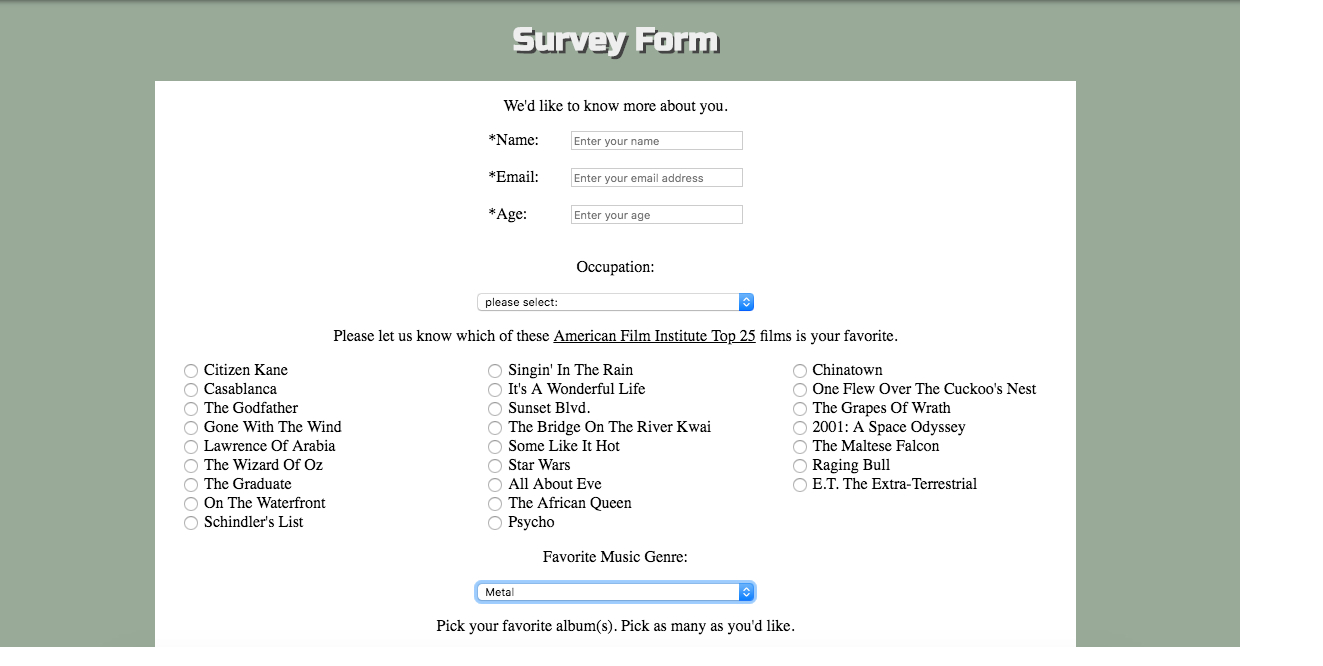 Survey Form
We'd like to know more about you.
*Name: Enter your name
*Email: Enter your email address
*Age: Enter your age
Occupation:
please select:
Please let us know which of these American Film Institute Top 25 films is your favorite.
Citizen Kane
Casablanca
The Godfather
Gone With The Wind
Lawrence Of Arabia
The Wizard Of Oz
The Graduate
On The Waterfront
Schindler's List
Singin' In The Rain
It's A Wonderful Life
Sunset Blvd.
The Bridge On The River Kwai
Some Like It Hot
Star Wars
All About Eve
The African Queen
Psycho
Chinatown
One Flew Over The Cuckoo's Nest
The Grapes Of Wrath
2001: A Space Odyssey
The Maltese Falcon
Raging Bull
E.T. The Extra-Terrestrial
Favorite Music Genre:
Metal
Pick your favorite album(s). Pick as many as you'd like.